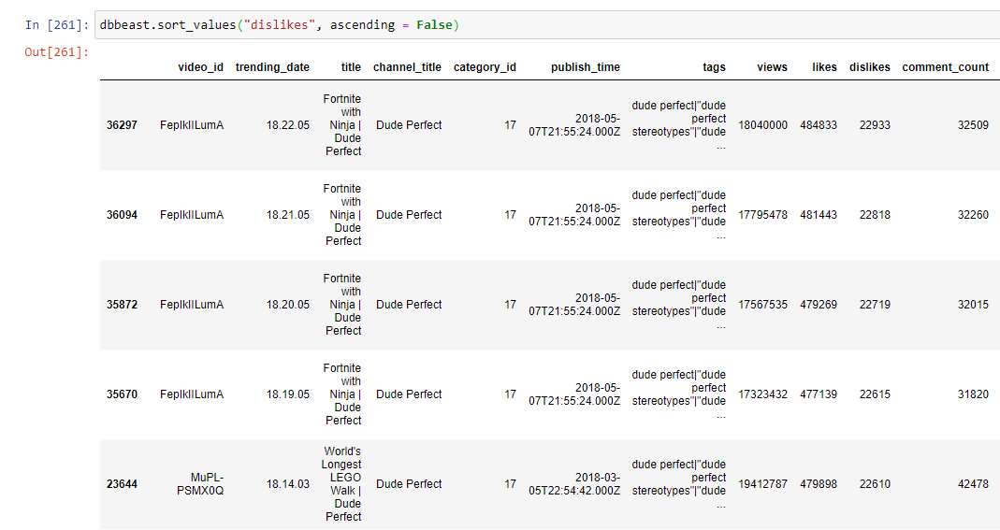 In [261]: dbbeast.sort_values("dislikes", ascending = False)
Out[261]:
video_id trending_date title channel_title category_id publish_time tags views likes dislikes comment_count
36297 FepIkIlLumA 18.22.05 Fortnite with Ninja | Dude Perfect Dude Perfect 17 2018-05-07T21:55:24.000Z dude perfect|"dude perfect stereotypes"|"dude ... 18040000 484833 22933 32509
36094 FepIkIlLumA 18.21.05 Fortnite with Ninja | Dude Perfect Dude Perfect 17 2018-05-07T21:55:24.000Z dude perfect|"dude perfect stereotypes"|"dude ... 17795478 481443 22818 32260
35872 FepIkIlLumA 18.20.05 Fortnite with Ninja | Dude Perfect Dude Perfect 17 2018-05-07T21:55:24.000Z dude perfect|"dude perfect stereotypes"|"dude ... 17567535 479269 22719 32015
35670 FepIkIlLumA 18.19.05 Fortnite with Ninja | Dude Perfect Dude Perfect 17 2018-05-07T21:55:24.000Z dude perfect|"dude perfect stereotypes"|"dude ... 17323432 477139 22615 31820
23644 MuPL-PSMX0Q 18.14.03 World's Longest LEGO Walk | Dude Perfect Dude Perfect 17 2018-03-05T22:54:42.000Z dude perfect|"dude perfect stereotypes"|"dude ... 19412787 479898 22610 42478